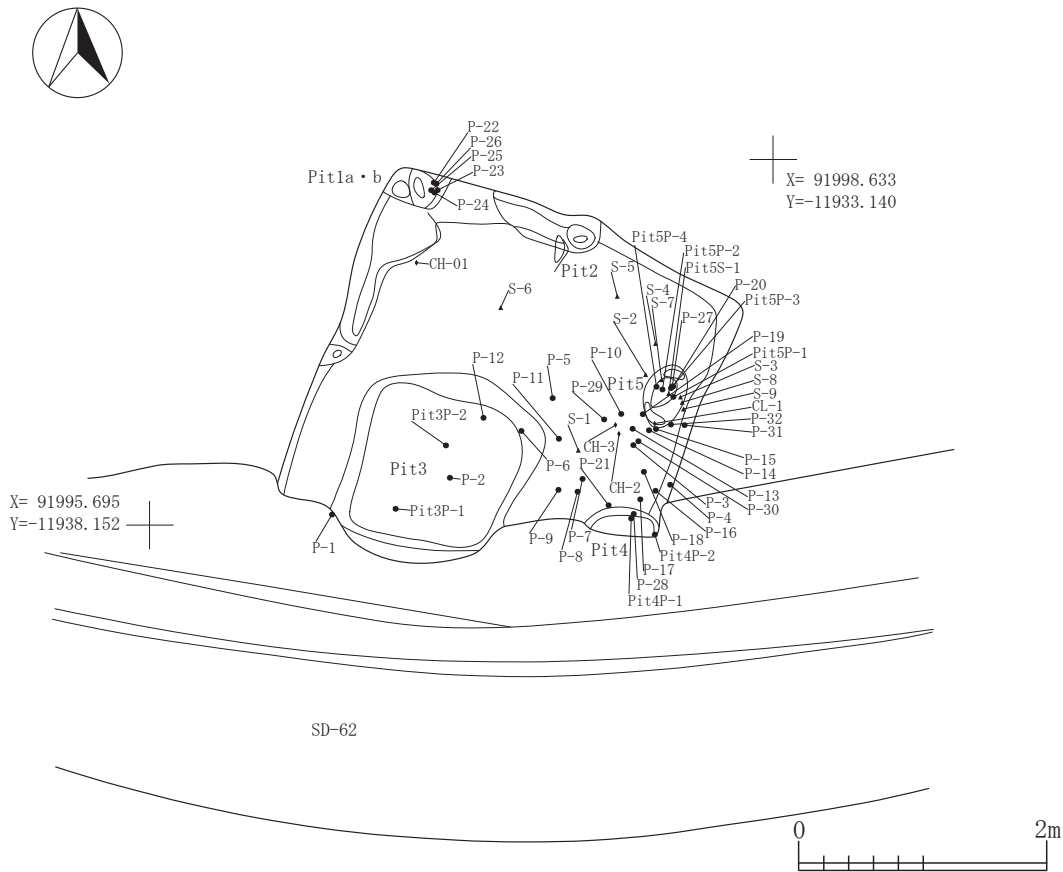 P-22
P-26
P-25
P-23
Pit1a・b
P-24
X= 91998.633
Y=-11933.140
Pit5P-4
Pit5P-2
Pit5S-1
CH-01
Pit2
S-5
P-20
Pit5P-3
S-6
S-4
S-7
S-2
P-27
P-19
Pit5P-1
P-12
P-5
P-10
S-3
P-11
P-29
Pit5
S-8
S-9
CL-1
Pit3P-2
S-1
P-32
P-31
CH-3
Pit3
P-6
P-21
P-15
P-14
P-2
CH-2
X= 91995.695
Y=-11938.152
P-13
P-3
P-30
Pit3P-1
P-4
P-16
P-1
P-9
P-7
P-8
Pit4
P-18
Pit4P-2
P-17
P-28
Pit4P-1
SD-62
0
2m